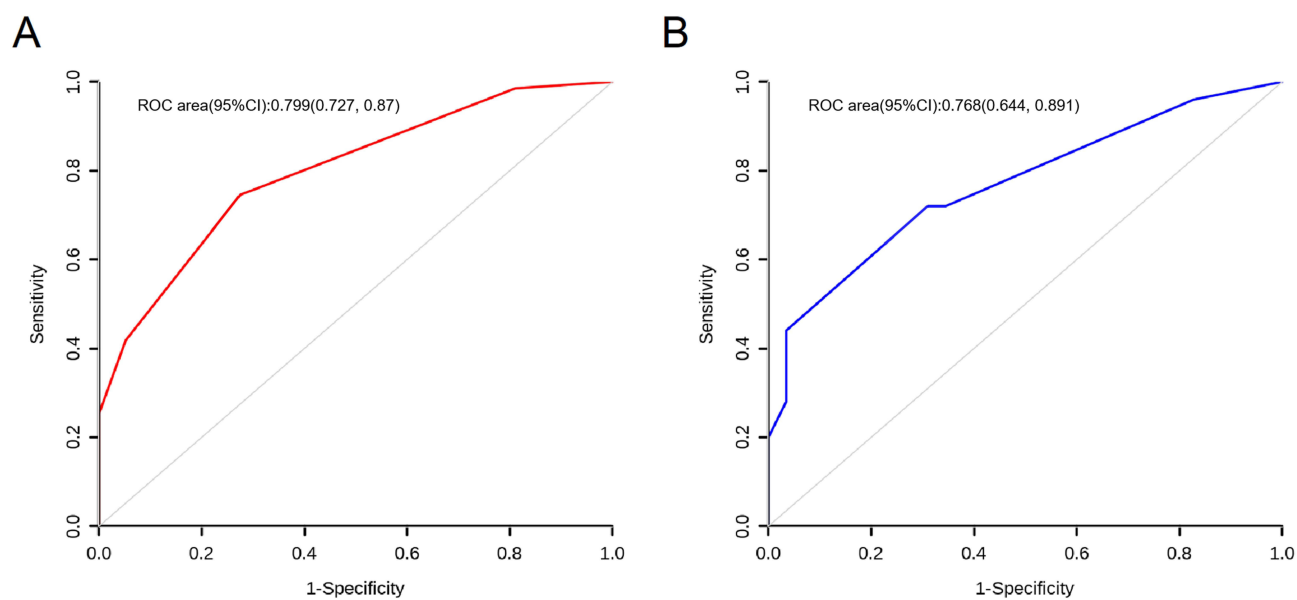 A
ROC area(95%CI):0.799(0.727, 0.87)
Sensitivity
1.0
0.8
0.6
0.4
0.2
0.0
0.0 0.2 0.4 0.6 0.8 1.0
1-Specificity
B
ROC area(95%CI):0.768(0.644, 0.891)
Sensitivity
1.0
0.8
0.6
0.4
0.2
0.0
0.0 0.2 0.4 0.6 0.8 1.0
1-Specificity